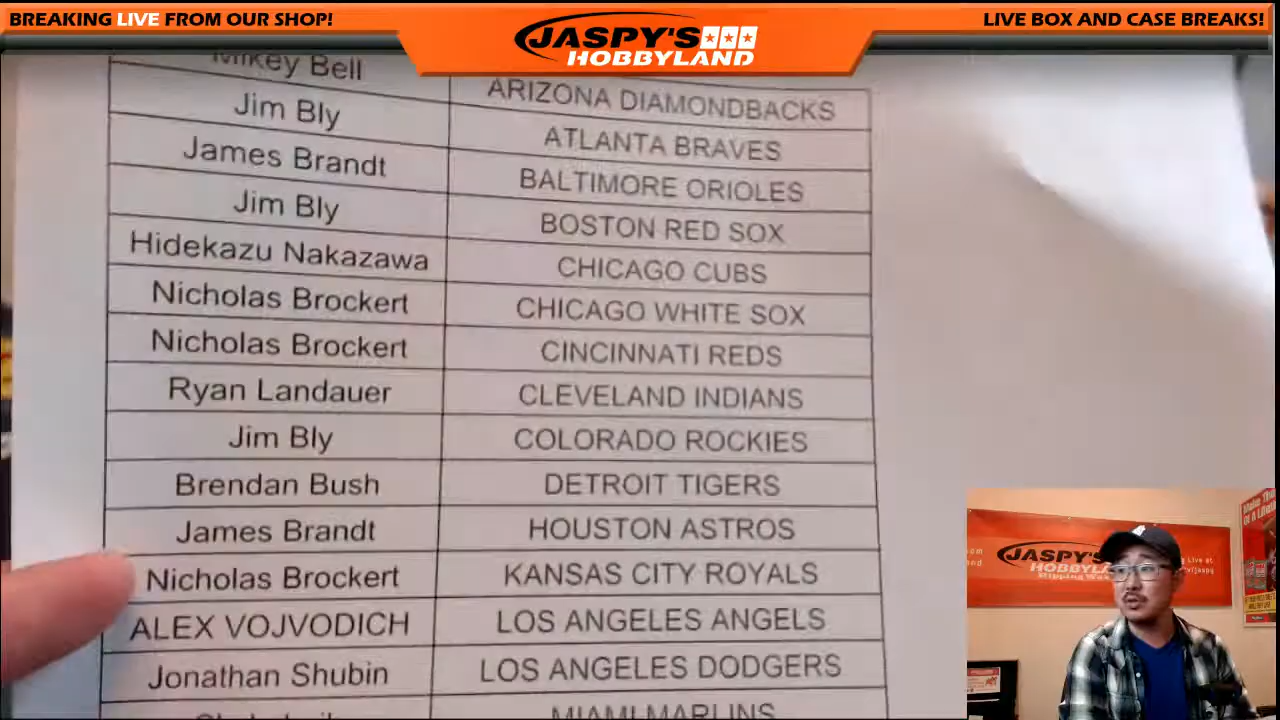 BREAKING LIVE FROM OUR SHOP!
JASPY'S
HOBBYLAND
LIVE BOX AND CASE BREAKS!
Mikey Bell ARIZONA DIAMONDBACKS
Jim Bly ATLANTA BRAVES
James Brandt BALTIMORE ORIOLES
Jim Bly BOSTON RED SOX
Hidekazu Nakazawa CHICAGO CUBS
Nicholas Brockert CHICAGO WHITE SOX
Nicholas Brockert CINCINNATI REDS
Ryan Landauer CLEVELAND INDIANS
Jim Bly COLORADO ROCKIES
Brendan Bush DETROIT TIGERS
James Brandt HOUSTON ASTROS
Nicholas Brockert KANSAS CITY ROYALS
ALEX VOJVODICH LOS ANGELES ANGELS
Jonathan Shubin LOS ANGELES DODGERS
MIAMI MARLINS
JASPY'S
HOBBYLAND